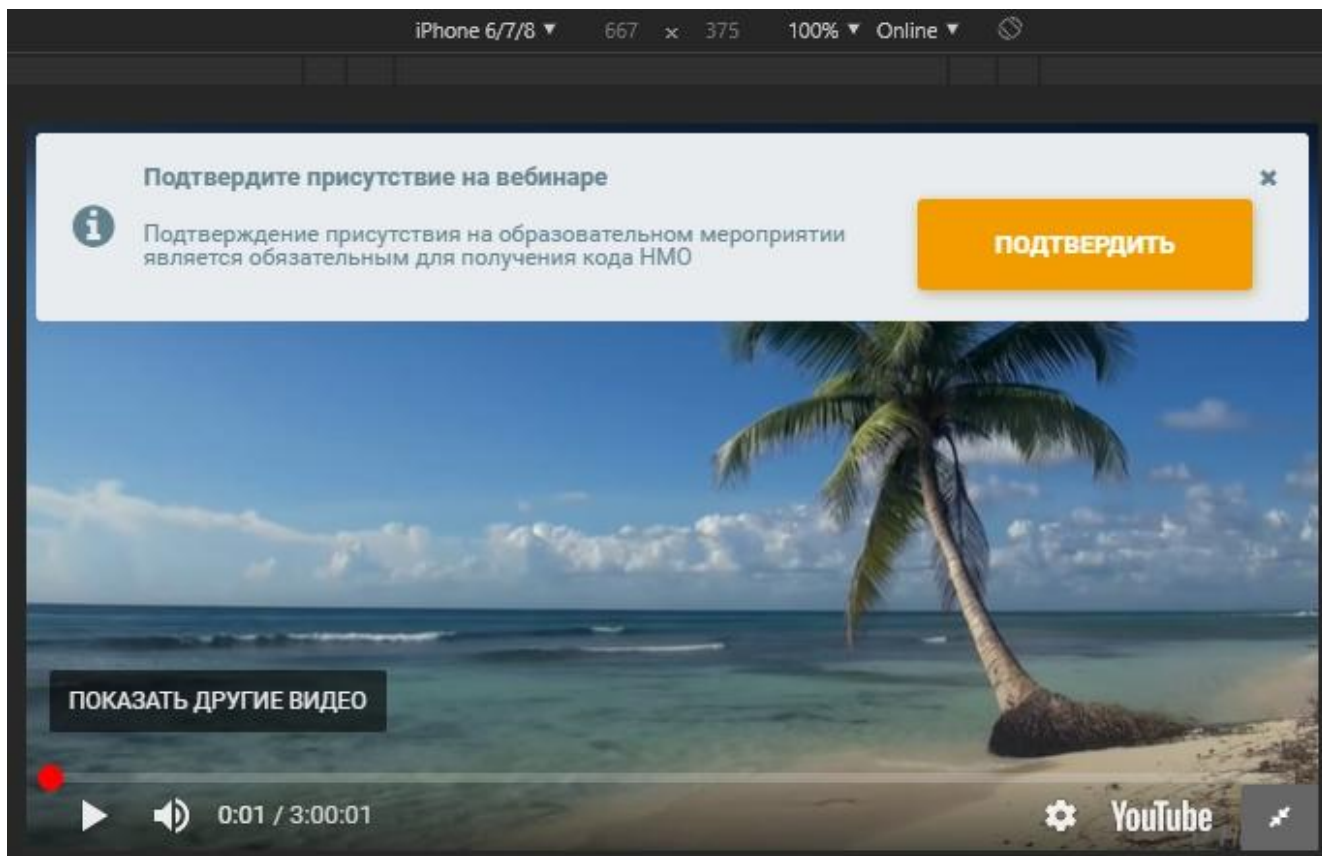 iPhone 6/7/8 ▼ 667 x 375 100% ▼ Online ▼
Подтвердите присутствие на вебинаре
Подтверждение присутствия на образовательном мероприятии
является обязательным для получения кода НМО
ПОДТВЕРДИТЬ
ПОКАЗАТЬ ДРУГИЕ ВИДЕО
0:01 / 3:00:01
YouTube